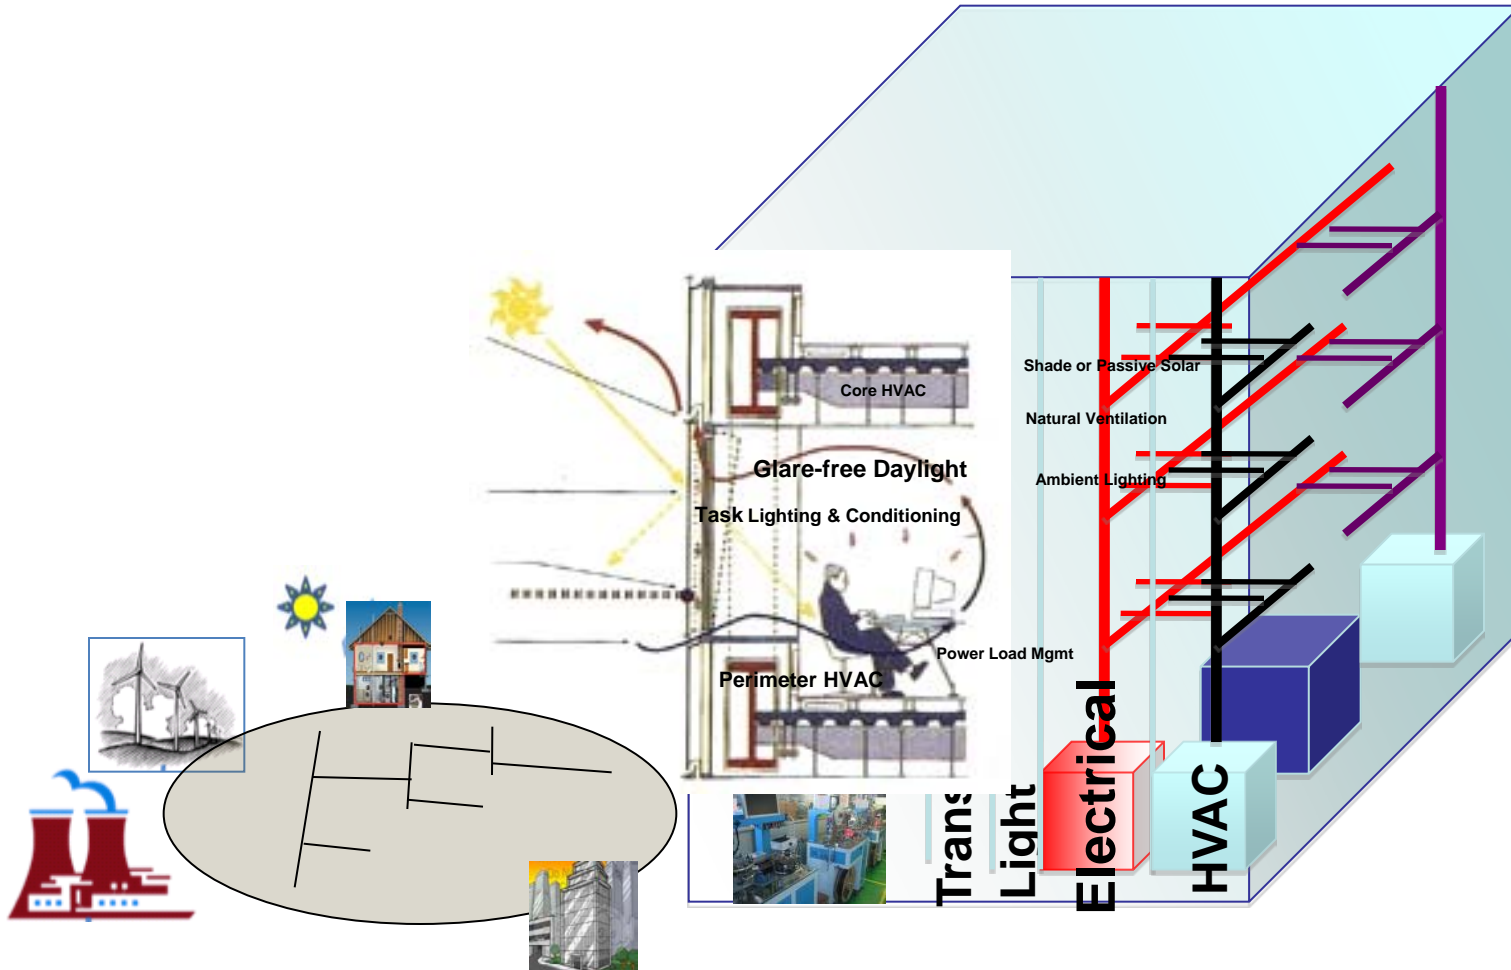 Shade or Passive Solar
Core HVAC
Natural Ventilation
Glare-free Daylight
Ambient Lighting
Task Lighting & Conditioning
Power Load Mgmt
Perimeter HVAC
Trans
Light
Electrical
HVAC